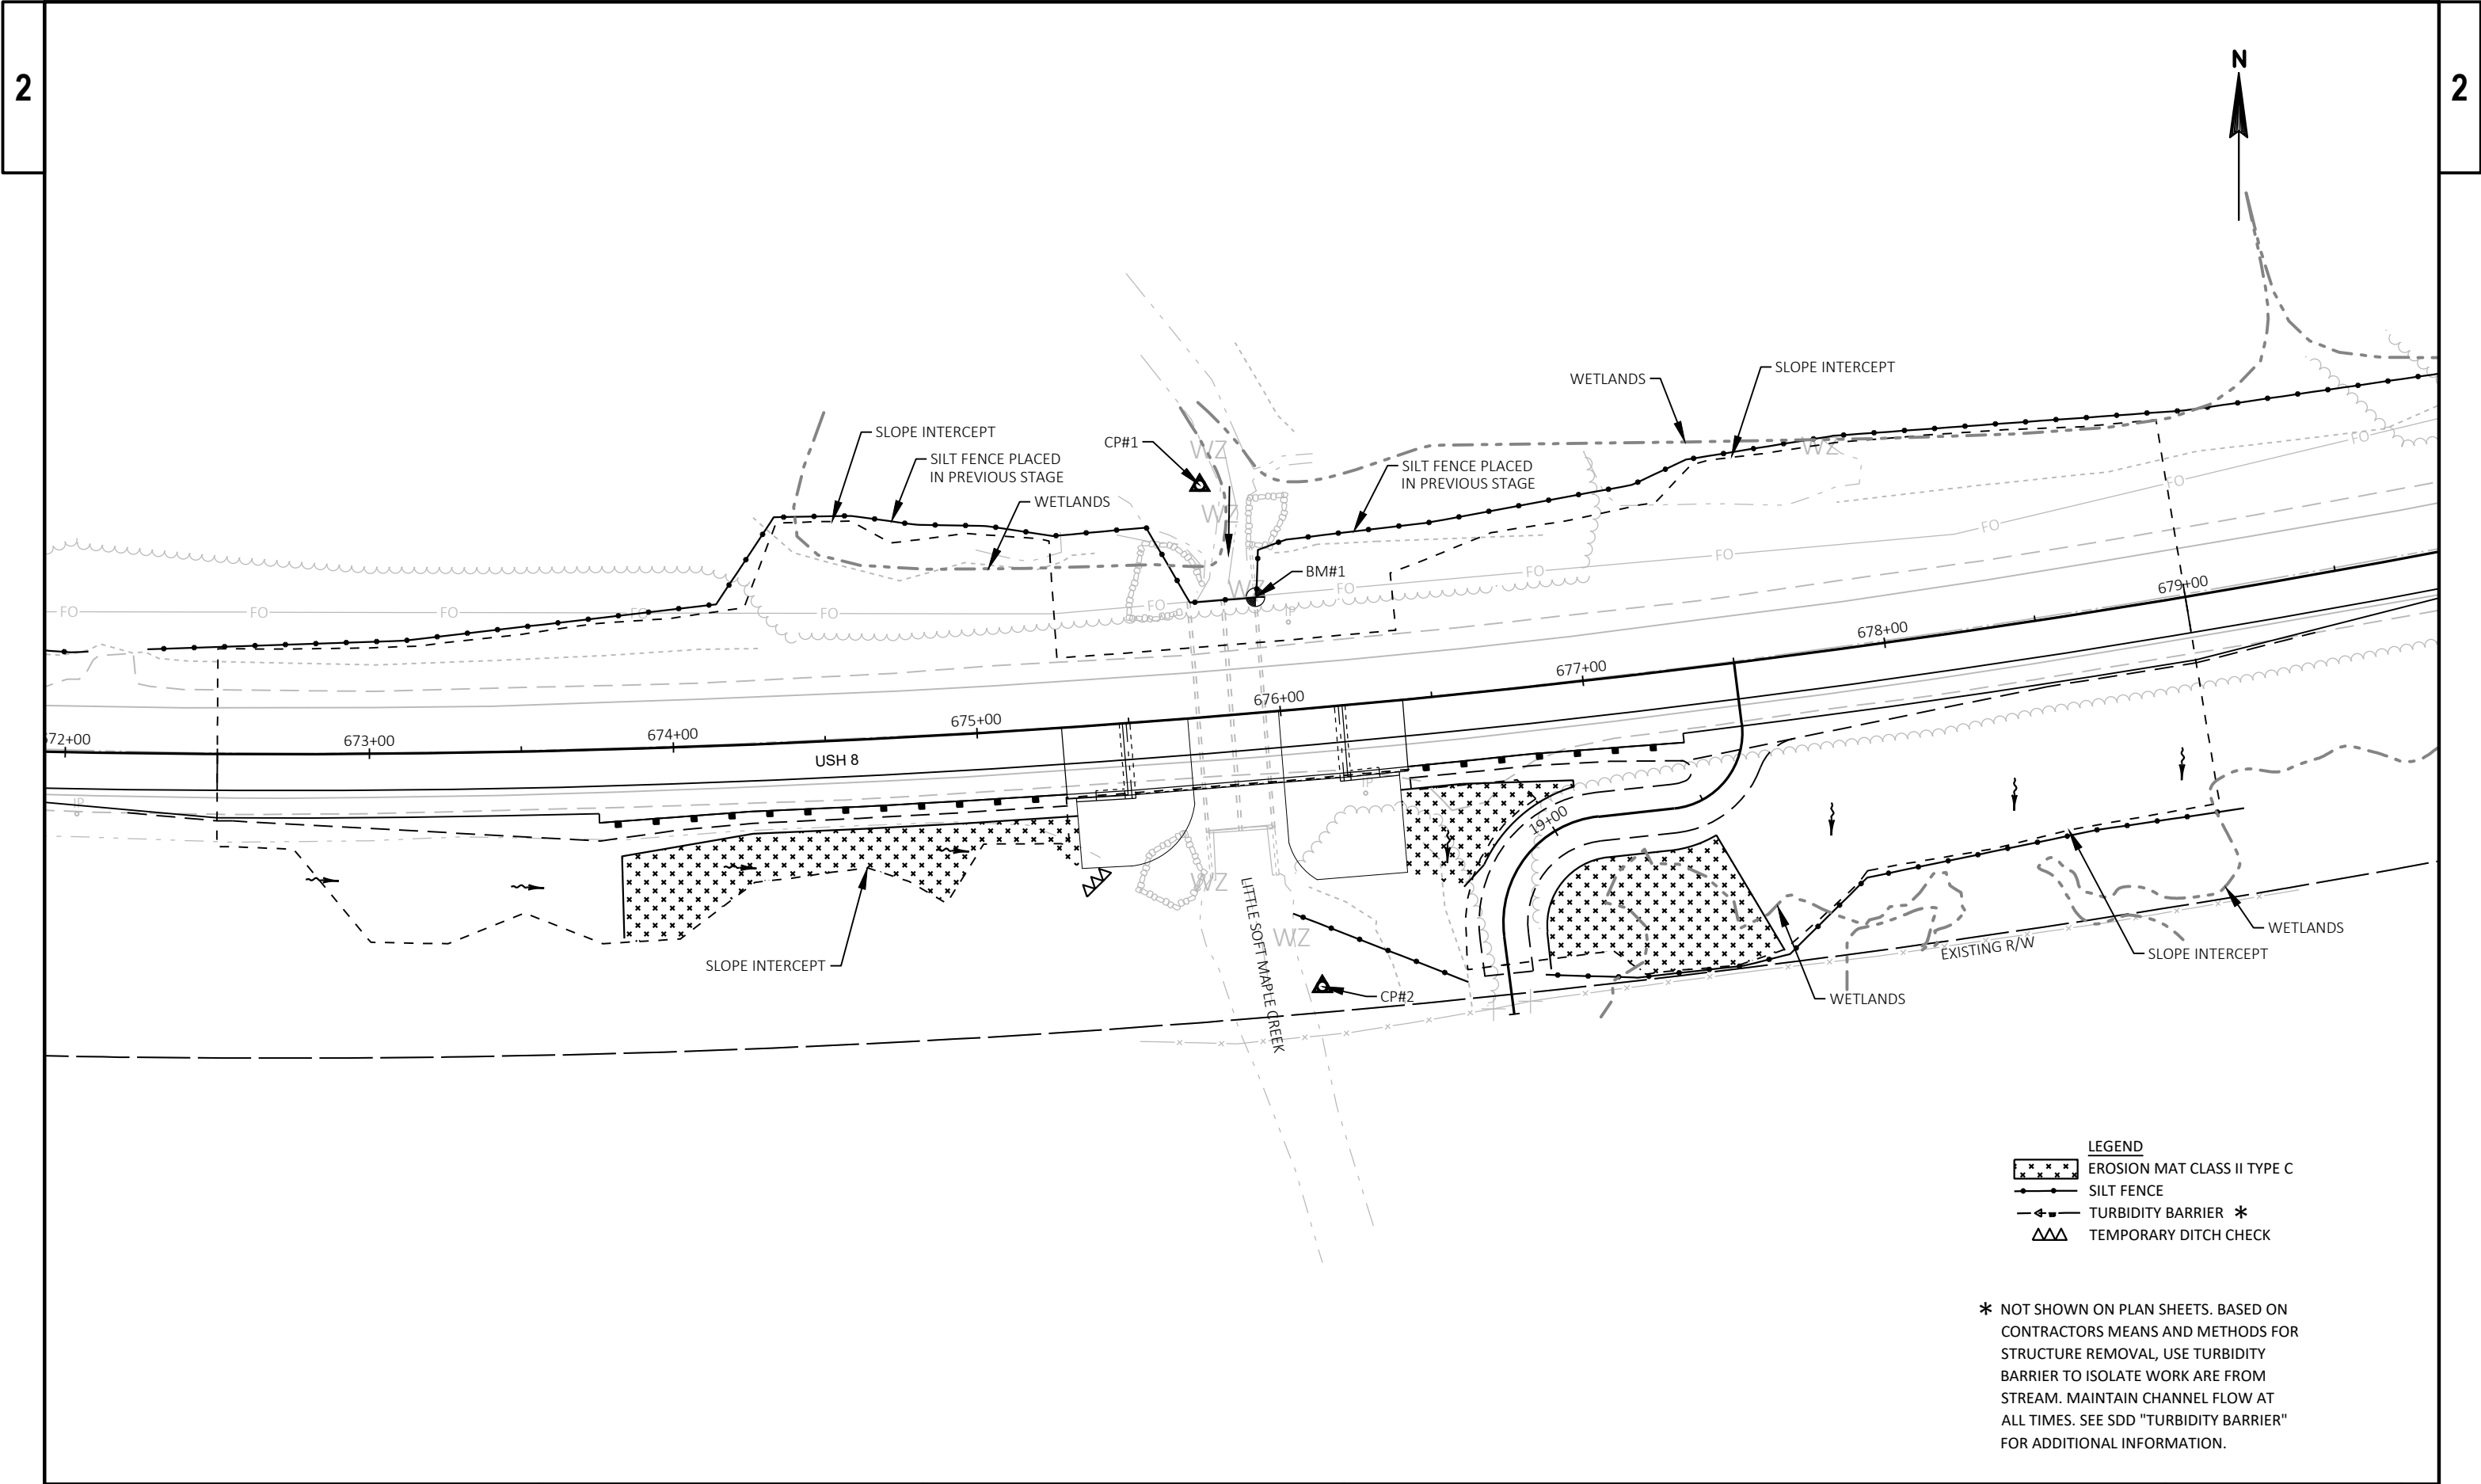 2
2
N
WETLANDS
SLOPE INTERCEPT
SLOPE INTERCEPT
CP#1
WZ
WZ
SILT FENCE PLACED
IN PREVIOUS STAGE
SILT FENCE PLACED
IN PREVIOUS STAGE
FO
FO
WETLANDS
WZ
FO
FO
FO
BM#1
WZ
FO
679+00
FO
FO
FO
FO
FO
FO
IP
678+00
677+00
676+00
675+00
674+00
673+00
72+00
USH 8
IP
IP
19+00
WZ
LITTLE SOFT MAPLE CREEK
WZ
WETLANDS
EXISTING R/W
SLOPE INTERCEPT
SLOPE INTERCEPT
CP#2
WETLANDS
LEGEND
EROSION MAT CLASS II TYPE C
SILT FENCE
TURBIDITY BARRIER *
TEMPORARY DITCH CHECK
* NOT SHOWN ON PLAN SHEETS. BASED ON
CONTRACTORS MEANS AND METHODS FOR
STRUCTURE REMOVAL, USE TURBIDITY
BARRIER TO ISOLATE WORK ARE FROM
STREAM. MAINTAIN CHANNEL FLOW AT
ALL TIMES. SEE SDD "TURBIDITY BARRIER"
FOR ADDITIONAL INFORMATION.